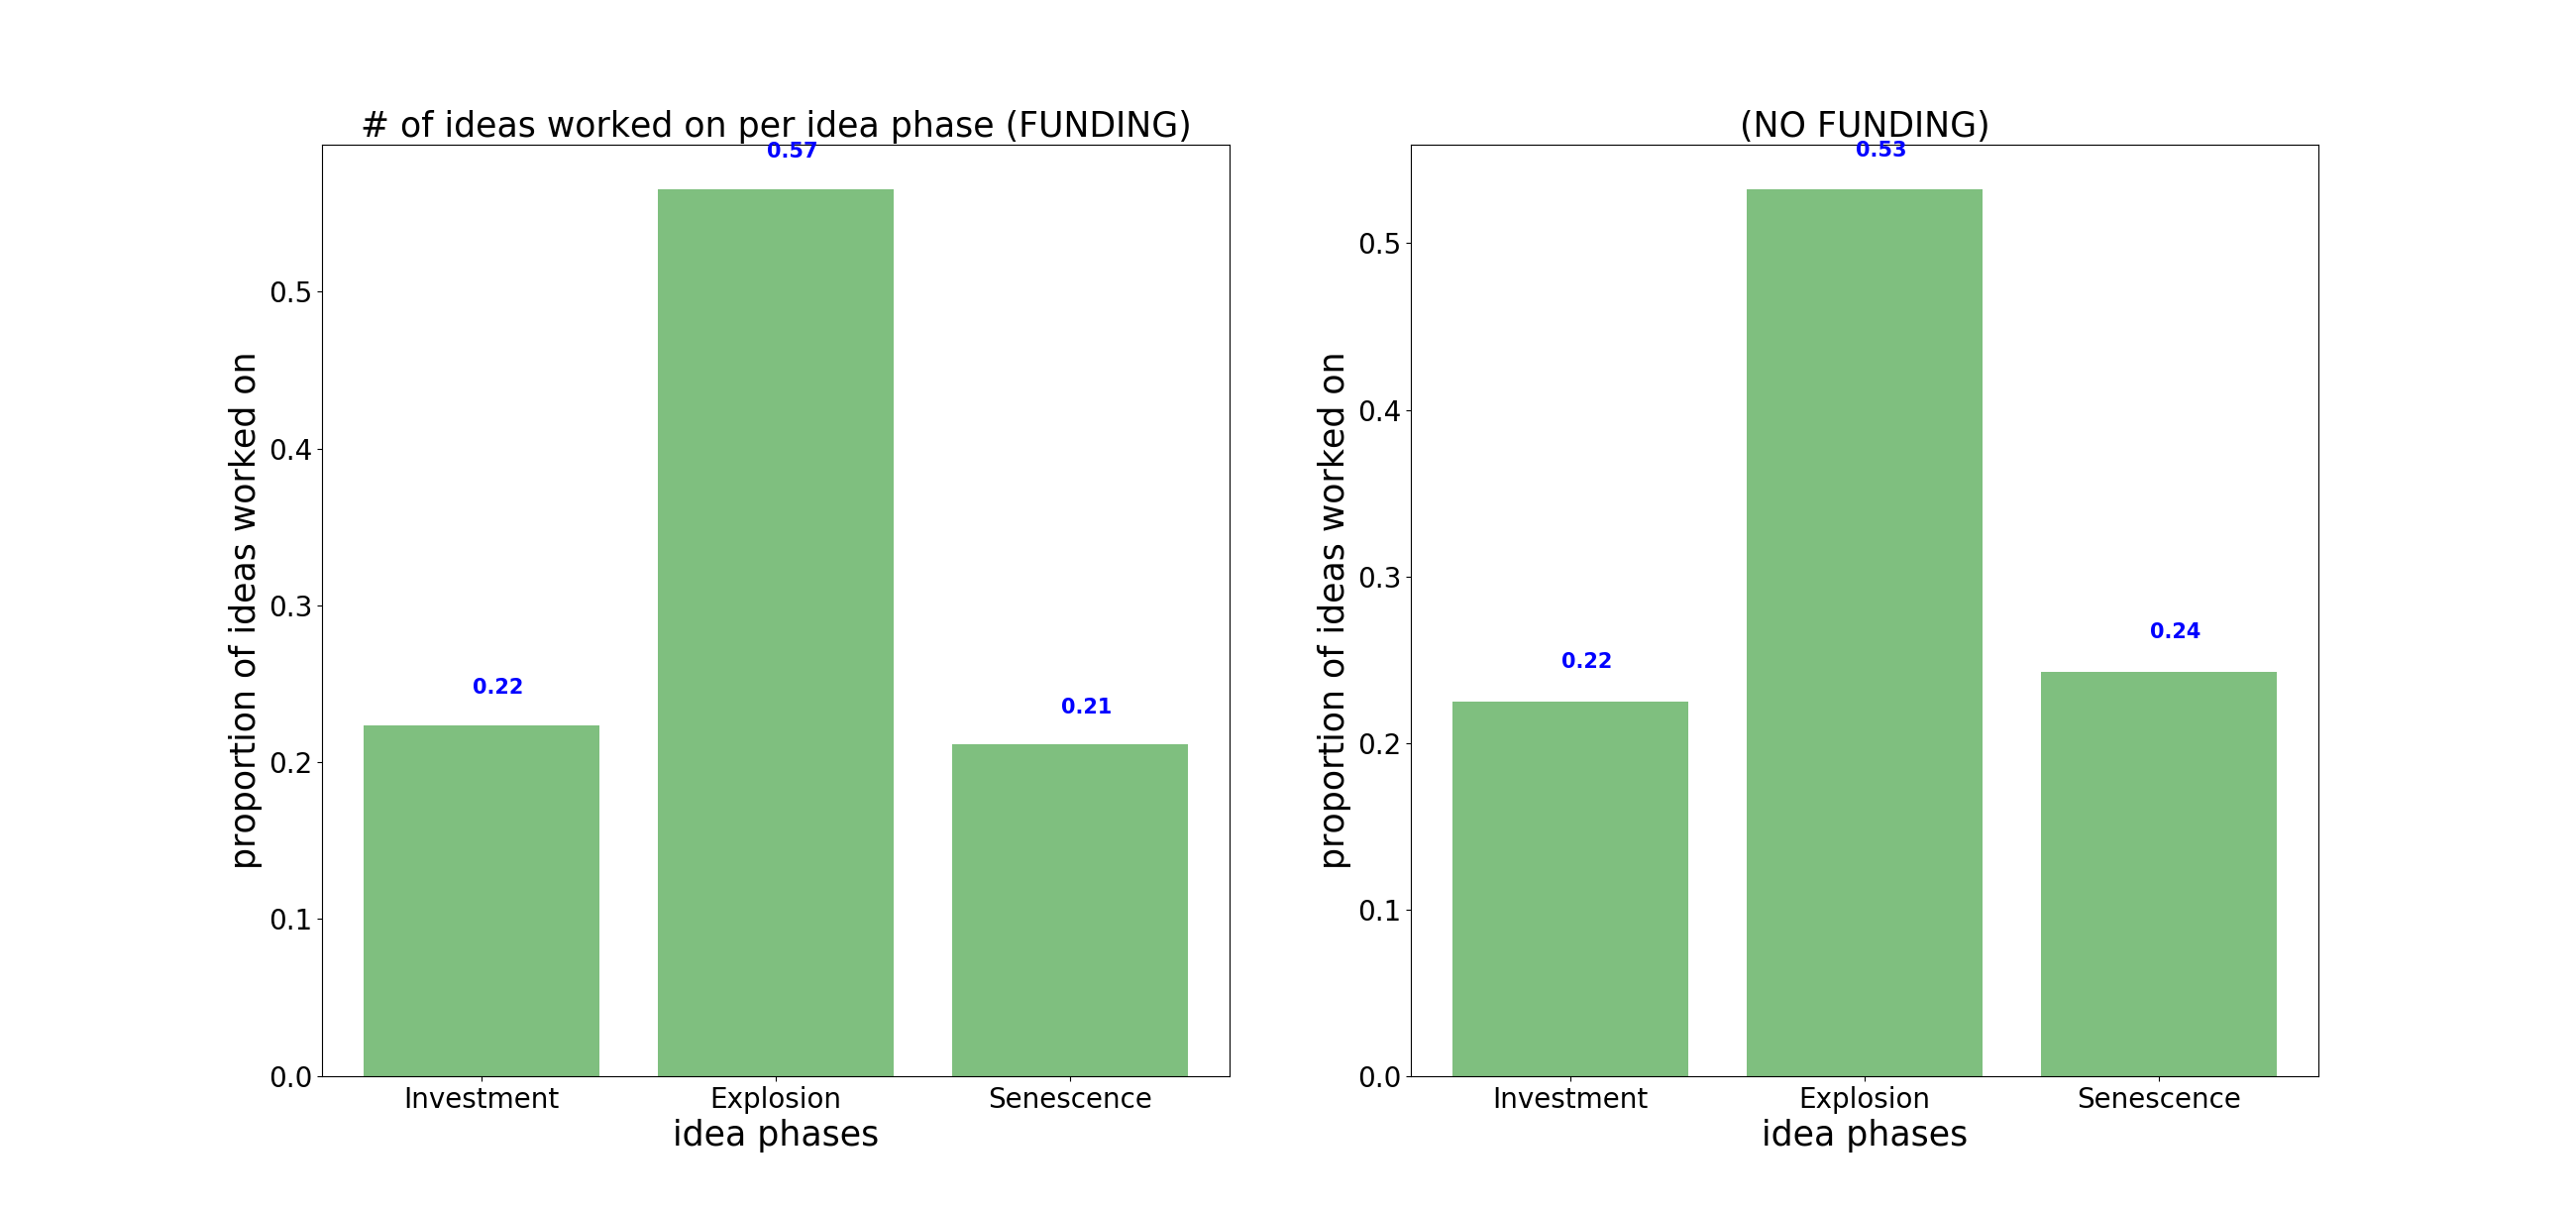 # of ideas worked on per idea phase (FUNDING)
0.57
0.22
0.21
0.5
0.4
0.3
0.2
0.1
0.0
proportion of ideas worked on
Investment Explosion Senescence
idea phases
(NO FUNDING)
0.53
0.22
0.24
0.5
0.4
0.3
0.2
0.1
0.0
proportion of ideas worked on
Investment Explosion Senescence
idea phases